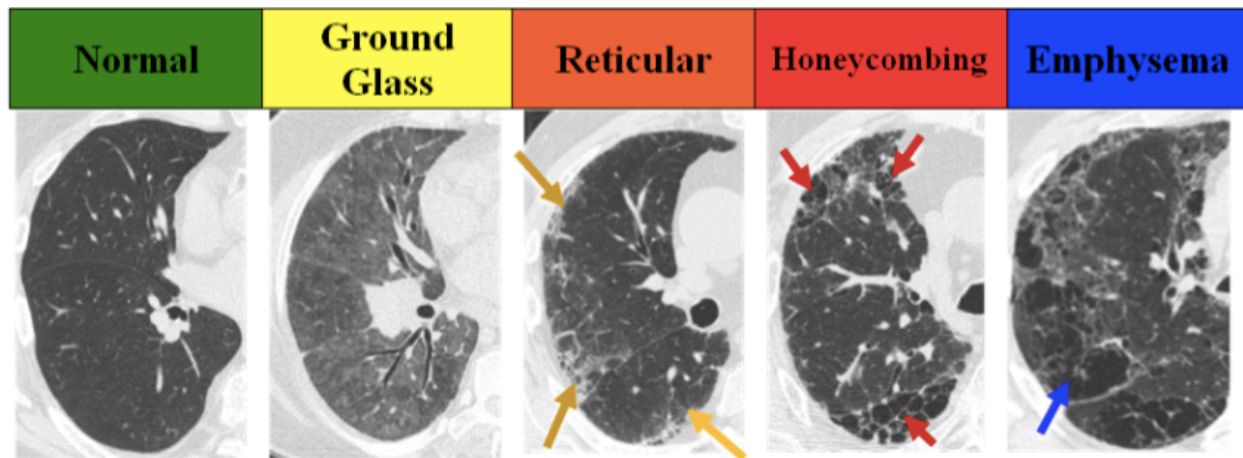 Normal
Ground
Glass
Reticular
Honeycombing
Emphysema